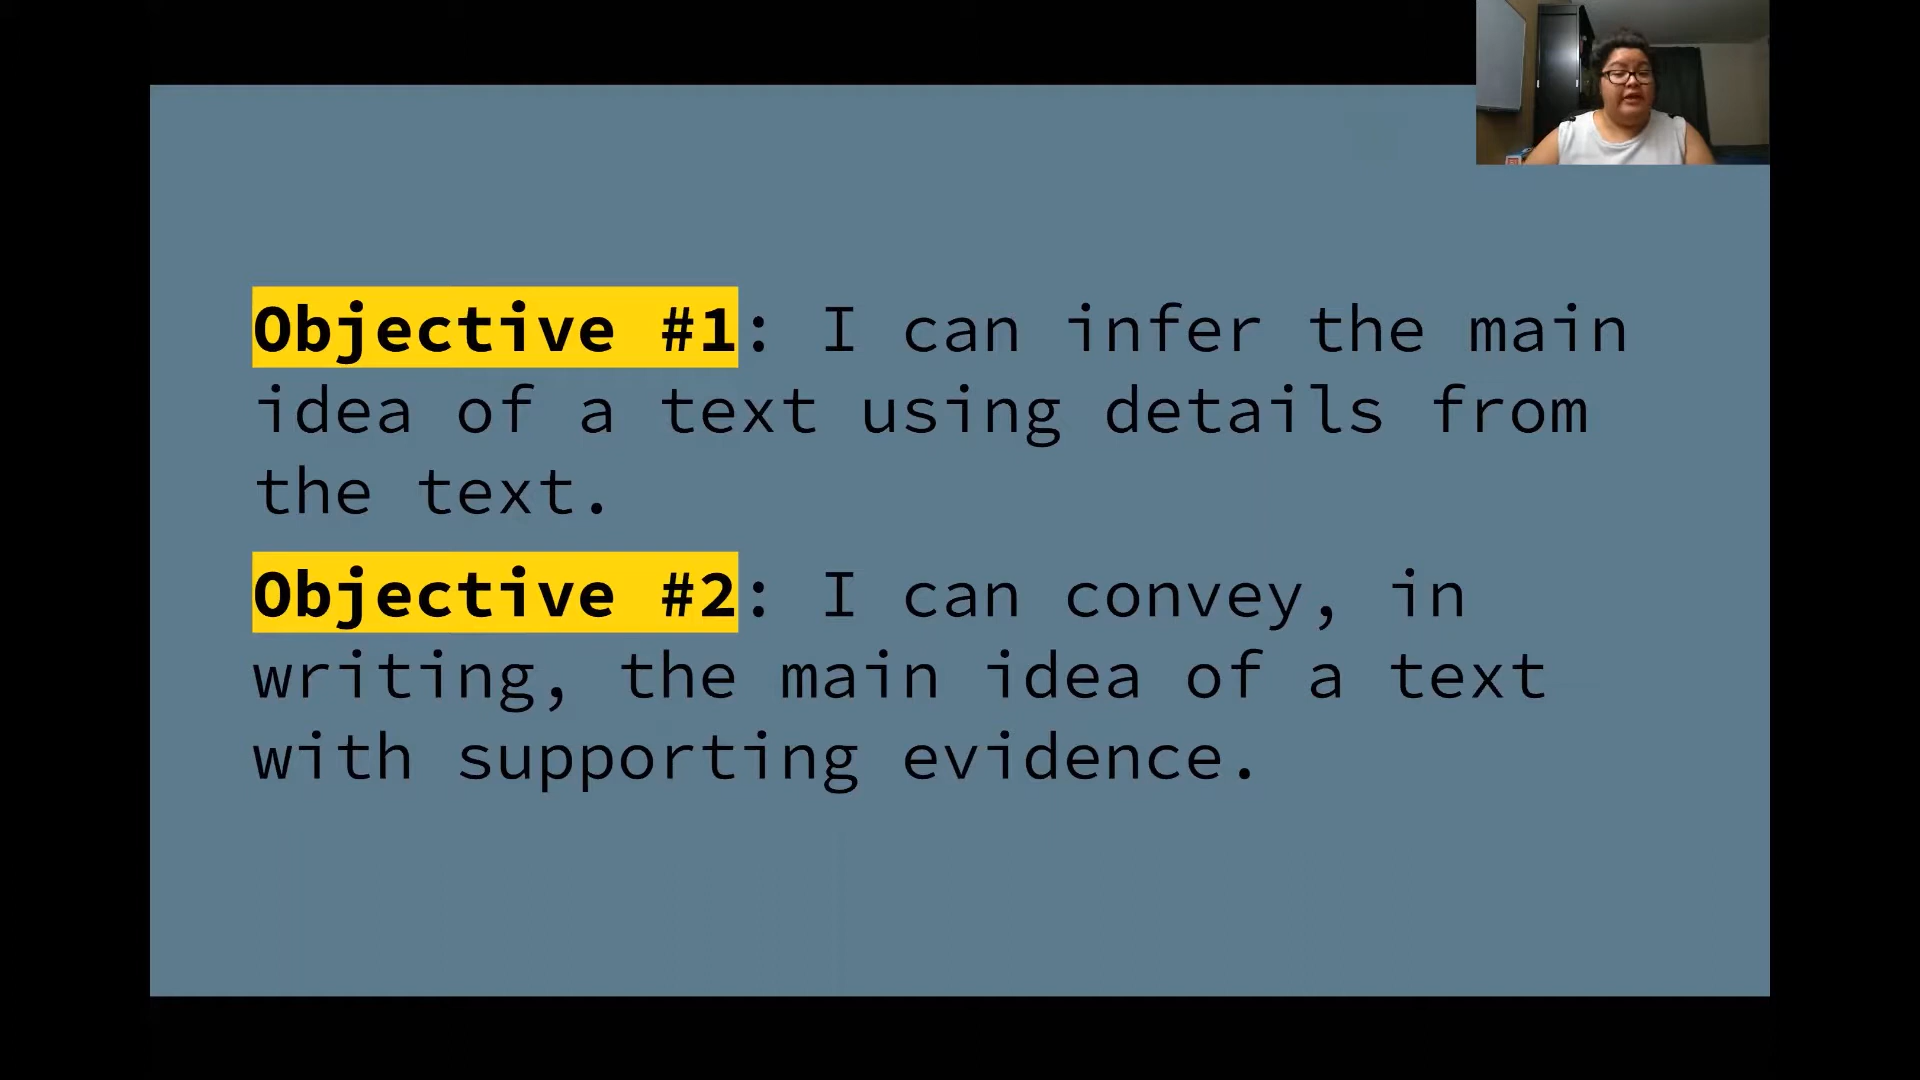 Objective #1: I can infer the main
idea of a text using details from
the text.
Objective #2: I can convey, in
writing, the main idea of a text
with supporting evidence.